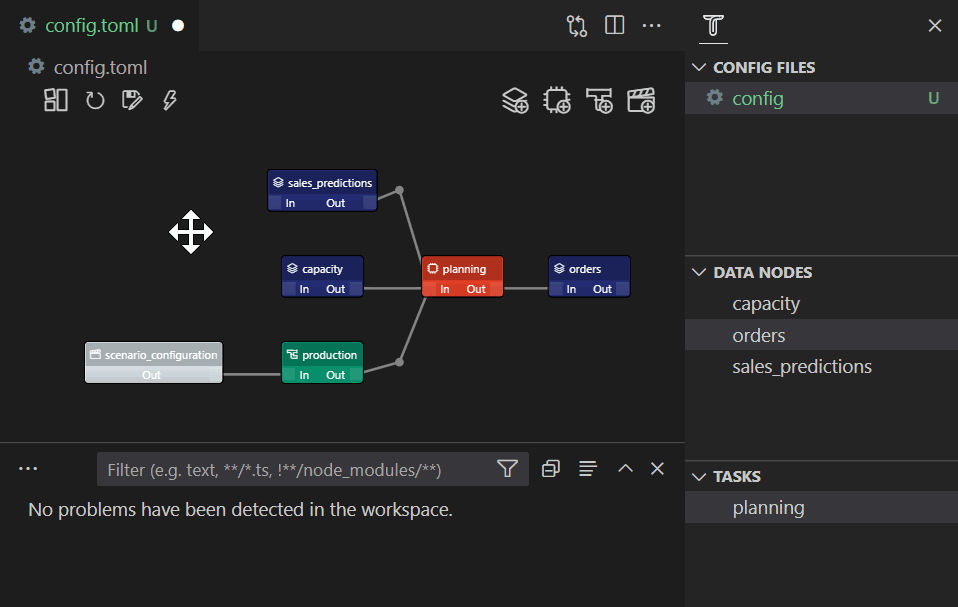 config.toml U
config.toml
sales_predictions
In Out
capacity
In Out
planning
In Out
orders
In Out
scenario_configuration
Out
production
In Out
Filter (e.g. text, **/*.ts, !**/node_modules/**)
No problems have been detected in the workspace.
CONFIG FILES
config U
DATA NODES
capacity
orders
sales_predictions
TASKS
planning